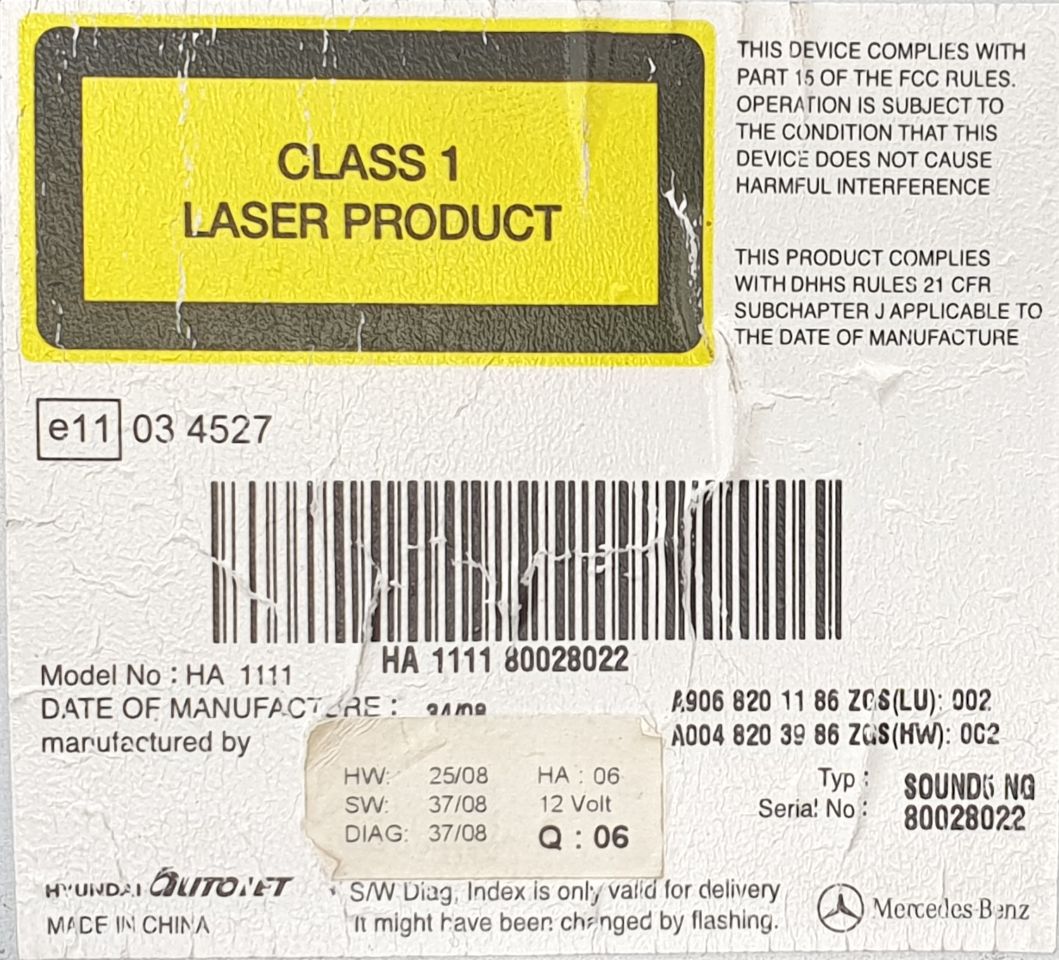 CLASS 1
LASER PRODUCT
THIS DEVICE COMPLIES WITH
PART 15 OF THE FCC RULES.
OPERATION IS SUBJECT TO
THE CONDITION THAT THIS
DEVICE DOES NOT CAUSE
HARMFUL INTERFERENCE
THIS PRODUCT COMPLIES
WITH DHHS RULES 21 CFR
SUBCHAPTER J APPLICABLE TO
THE DATE OF MANUFACTURE
e11 03 4527
HA 1111 80028022
Model No : HA 1111
DATE OF MANUFACTURE :
manufactured by
A906 820 11 86 ZGS(LU): 002
A004 820 39 86 ZGS(HW): 002
HW: 25/08 HA : 06
SW: 37/08 12 Volt
DIAG: 37/08 Q : 06
Typ : SOUND5 NG
Serial No : 80028022
HYUNDAI AUTONET
MADE IN CHINA
S/W Diag, Index is only valid for delivery
It might have been changed by flashing.
Mercedes-Benz